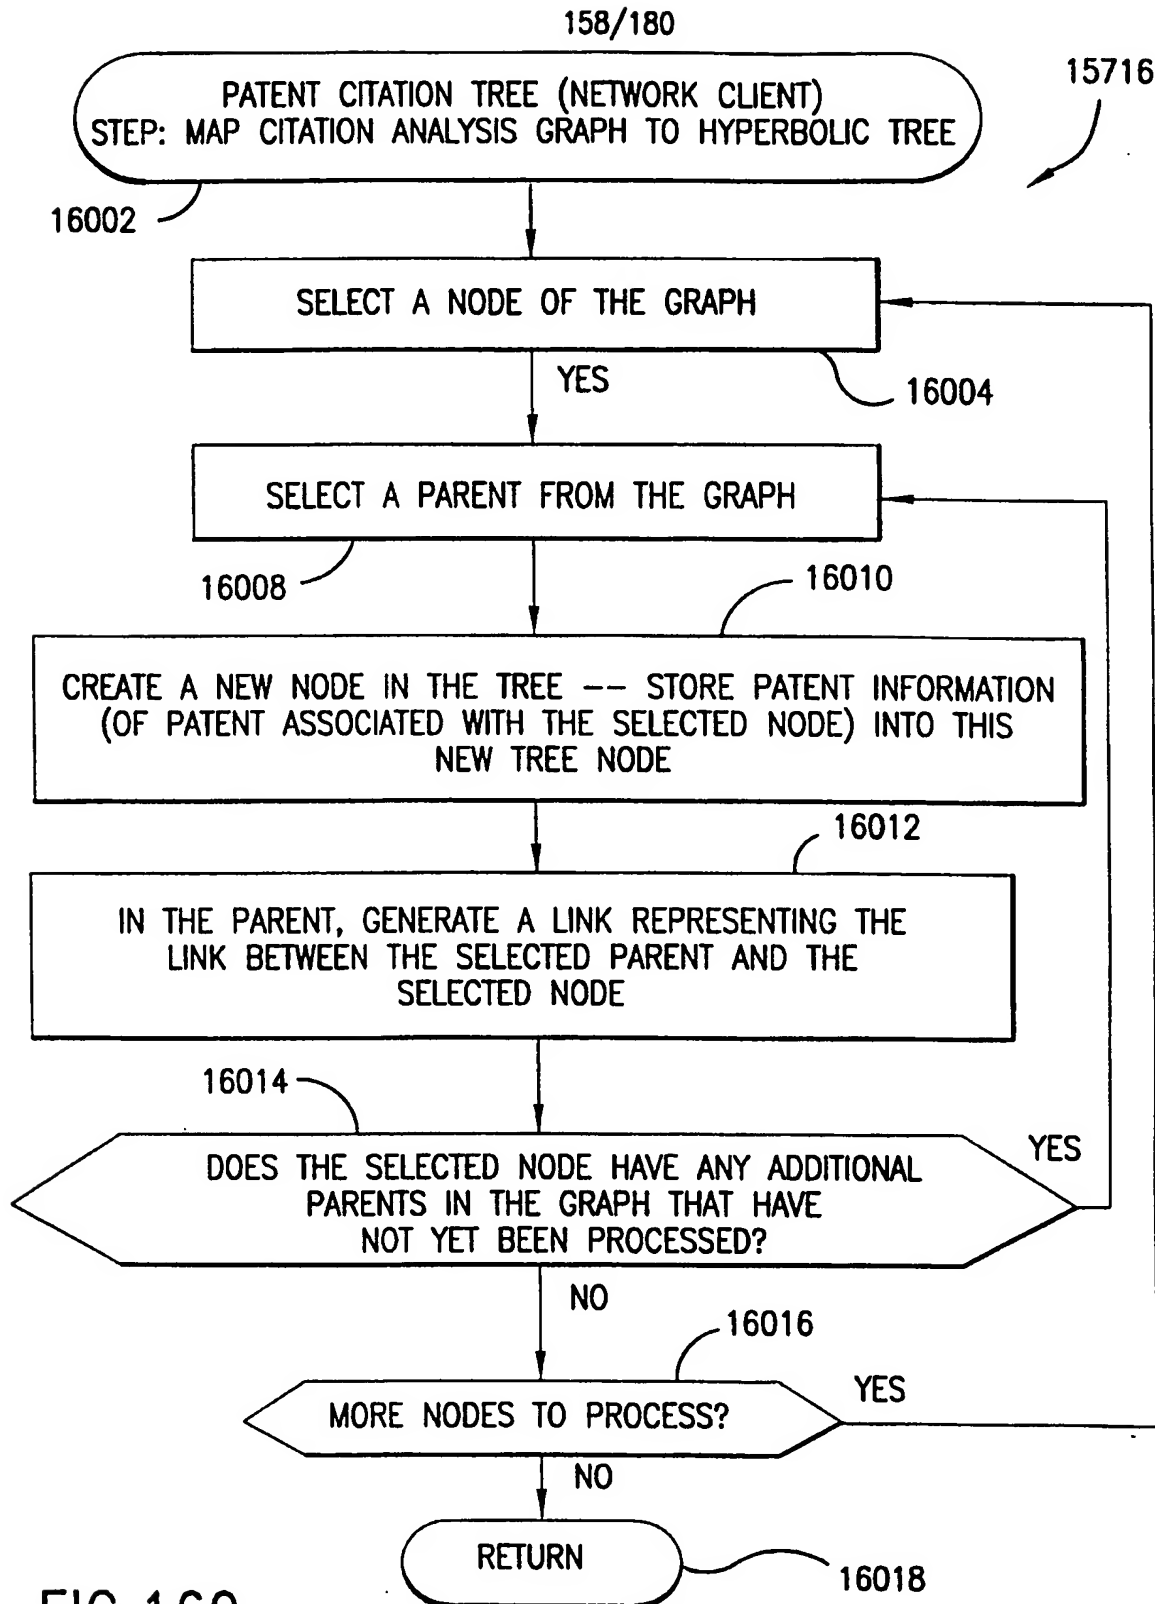 158/180
15716
PATENT CITATION TREE (NETWORK CLIENT)
STEP: MAP CITATION ANALYSIS GRAPH TO HYPERBOLIC TREE
16002
SELECT A NODE OF THE GRAPH
YES
16004
SELECT A PARENT FROM THE GRAPH
16008
16010
CREATE A NEW NODE IN THE TREE -- STORE PATENT INFORMATION
(OF PATENT ASSOCIATED WITH THE SELECTED NODE) INTO THIS
NEW TREE NODE
16012
IN THE PARENT, GENERATE A LINK REPRESENTING THE
LINK BETWEEN THE SELECTED PARENT AND THE
SELECTED NODE
16014
YES
DOES THE SELECTED NODE HAVE ANY ADDITIONAL
PARENTS IN THE GRAPH THAT HAVE
NOT YET BEEN PROCESSED?
NO
16016
YES
MORE NODES TO PROCESS?
NO
RETURN
16018
FIG.160